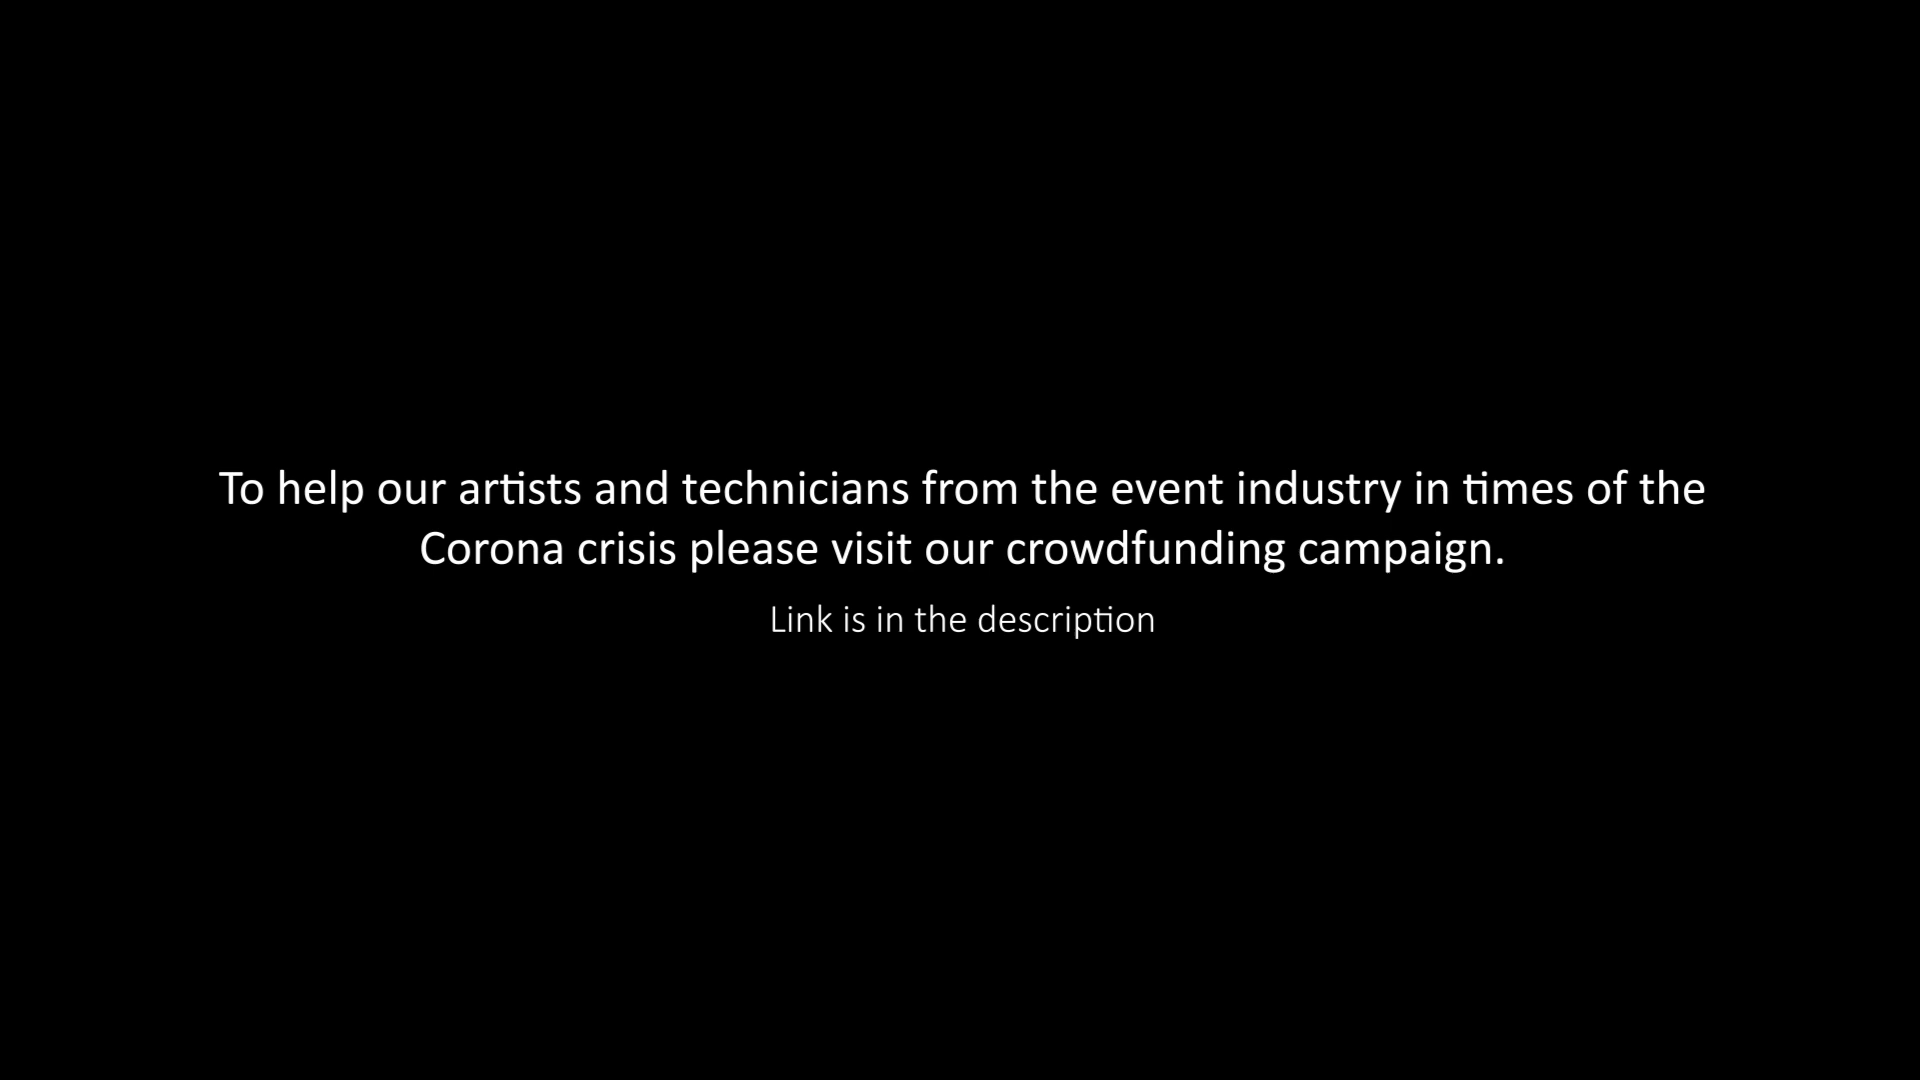 To help our artists and technicians from the event industry in times of the
Corona crisis please visit our crowdfunding campaign.
Link is in the description